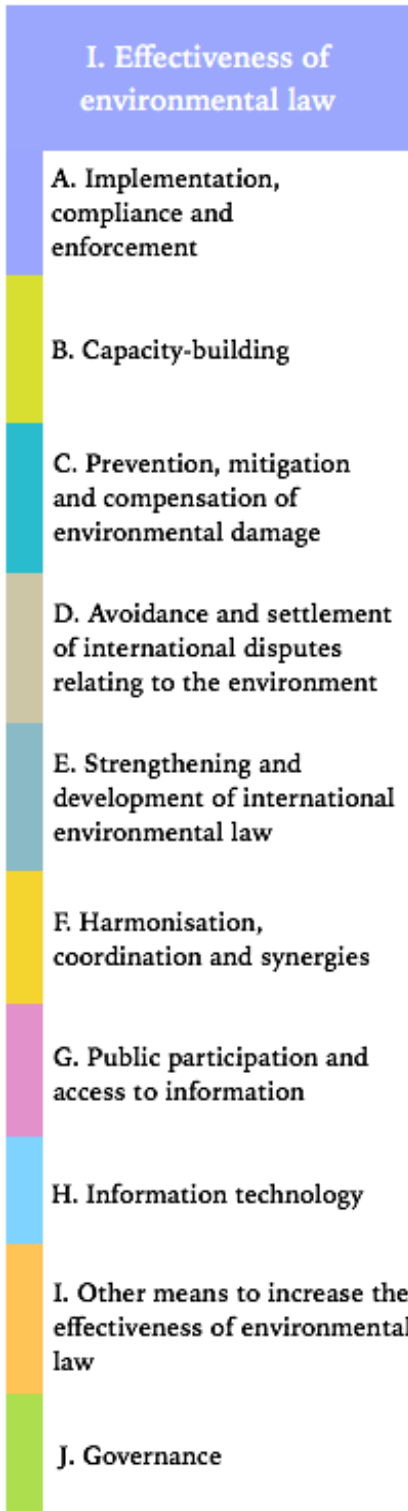 I. Effectiveness of
environmental law
A. Implementation,
compliance and
enforcement
B. Capacity-building
C. Prevention, mitigation
and compensation of
environmental damage
D. Avoidance and settlement
of international disputes
relating to the environment
E. Strengthening and
development of international
environmental law
F. Harmonisation,
coordination and synergies
G. Public participation and
access to information
H. Information technology
I. Other means to increase the
effectiveness of environmental
law
J. Governance